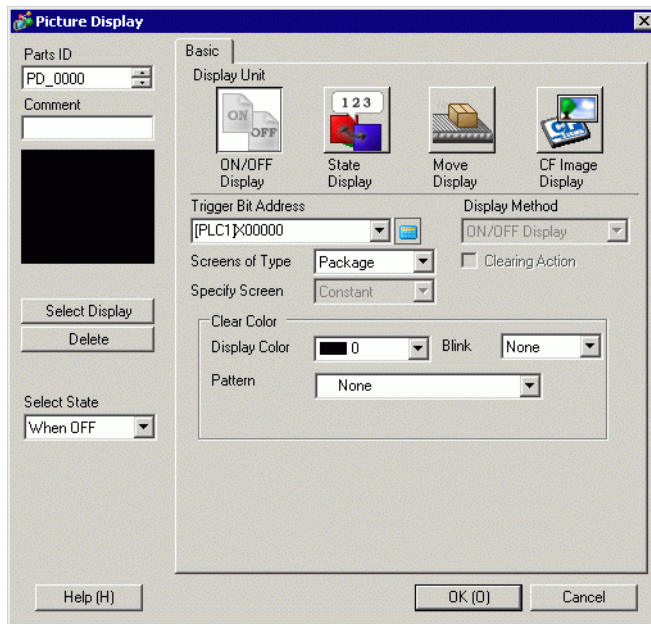 Picture Display
Parts ID
PD_0000
Comment
Select Display
Delete
Select State
When OFF
Basic
Display Unit
ON
OFF
1 2 3
ON/OFF Display
State Display
Move Display
CF Image Display
Trigger Bit Address
[PLC1]X00000
Display Method
ON/OFF Display
Screens of Type
Package
Clearing Action
Specify Screen
Constant
Clear Color
Display Color
0
Blink
None
Pattern
None
Help (H)
OK (O)
Cancel